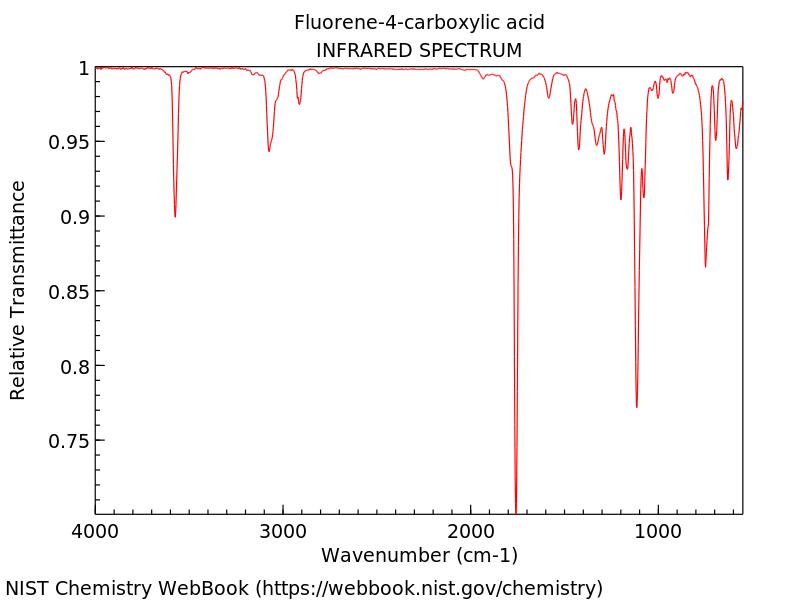 Fluorene-4-carboxylic acid
INFRARED SPECTRUM
1
0.95
0.9
0.85
0.8
0.75
Relative Transmittance
4000 3000 2000 1000
Wavenumber (cm-1)
NIST Chemistry WebBook (https://webbook.nist.gov/chemistry)